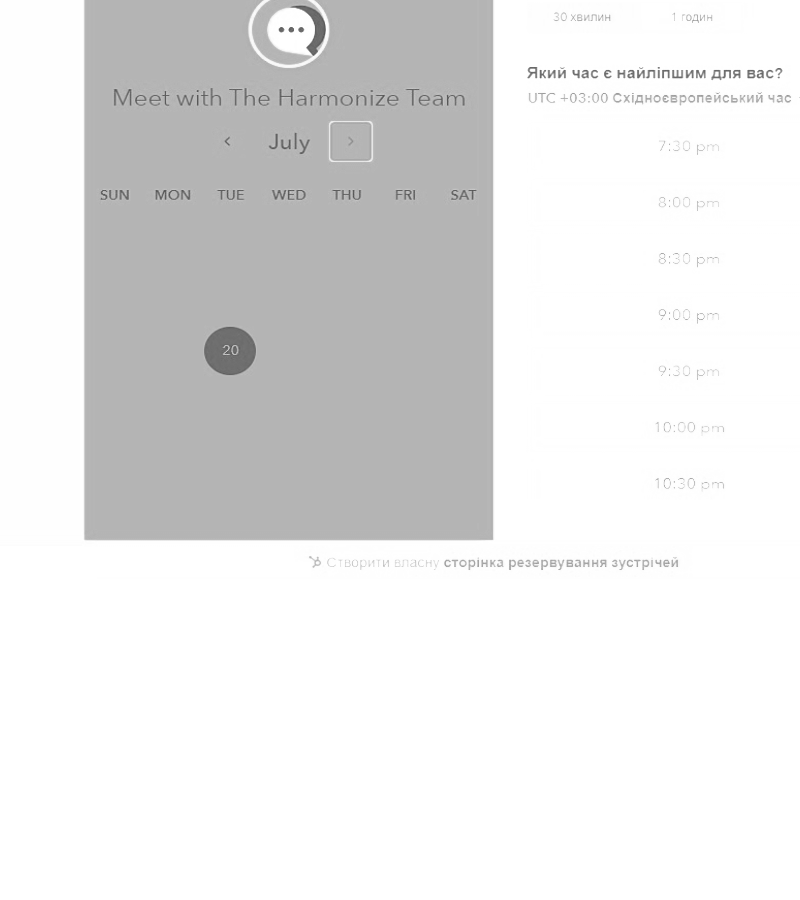 30 хвилин 1 годин
Який час є найліпшим для вас?
UTC +03:00 Східноєвропейський час
Meet with The Harmonize Team
July
SUN MON TUE WED THU FRI SAT
20
7:30 pm
8:00 pm
8:30 pm
9:00 pm
9:30 pm
10:00 pm
10:30 pm
Створити власну сторінка резервування зустрічей